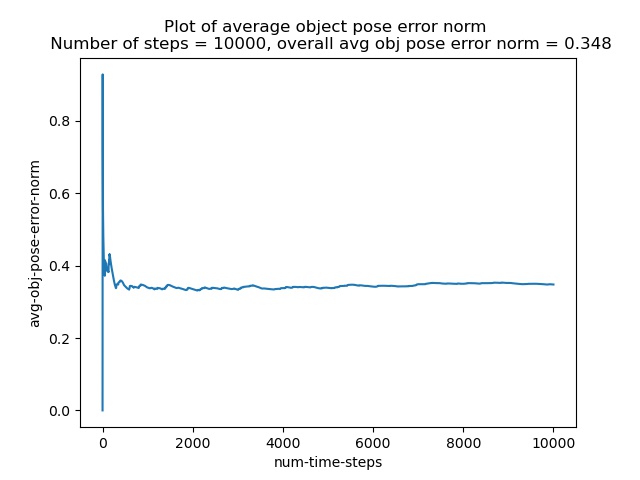 Plot of average object pose error norm
Number of steps = 10000, overall avg obj pose error norm = 0.348
avg-obj-pose-error-norm
0.8
0.6
0.4
0.2
0.0
0 2000 4000 6000 8000 10000
num-time-steps